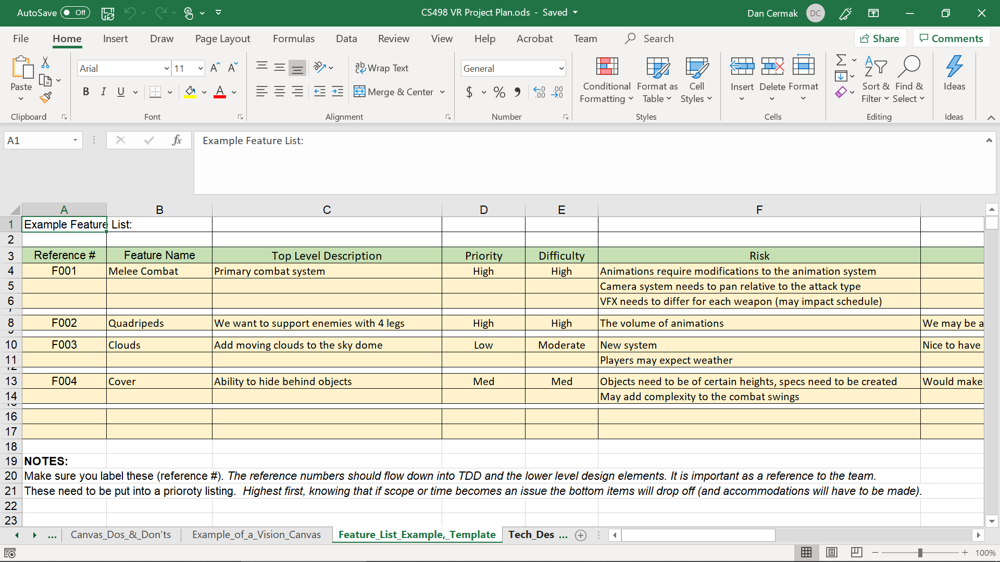 AutoSave Off CS498 VR Project Plan.ods - Saved Dan Cermak DC
File Home Insert Draw Page Layout Formulas Data Review View Help Acrobat Team Search Share Comments
Paste
Clipboard
Arial 11
B I U A
Font
ab Wrap Text
Merge & Center
Alignment
General
$ % .00
Number
Conditional Formatting
Format as Table
Cell Styles
Styles
Insert Delete Format
Cells
Sort & Filter
Find & Select
Editing
Ideas
Ideas
A1 fx Example Feature List:
A B C D E F
1 Example Feature List:
2
3 Reference # Feature Name Top Level Description Priority Difficulty Risk
4 F001 Melee Combat Primary combat system High High Animations require modifications to the animation system
5 Camera system needs to pan relative to the attack type
6 VFX needs to differ for each weapon (may impact schedule)
8 F002 Quadripeds We want to support enemies with 4 legs High High The volume of animations We may be a
10 F003 Clouds Add moving clouds to the sky dome Low Moderate New system Nice to have
11 Players may expect weather
13 F004 Cover Ability to hide behind objects Med Med Objects need to be of certain heights, specs need to be created Would make
14 May add complexity to the combat swings
16
17
18
19 NOTES:
20 Make sure you label these (reference #). The reference numbers should flow down into TDD and the lower level design elements. It is important as a reference to the team.
21 These need to be put into a prioroty listing. Highest first, knowing that if scope or time becomes an issue the bottom items will drop off (and accommodations will have to be made).
22
23
... Canvas_Dos_&_Don'ts Example_of_a_Vision_Canvas Feature_List_Example,_Template Tech_Des ...
100%